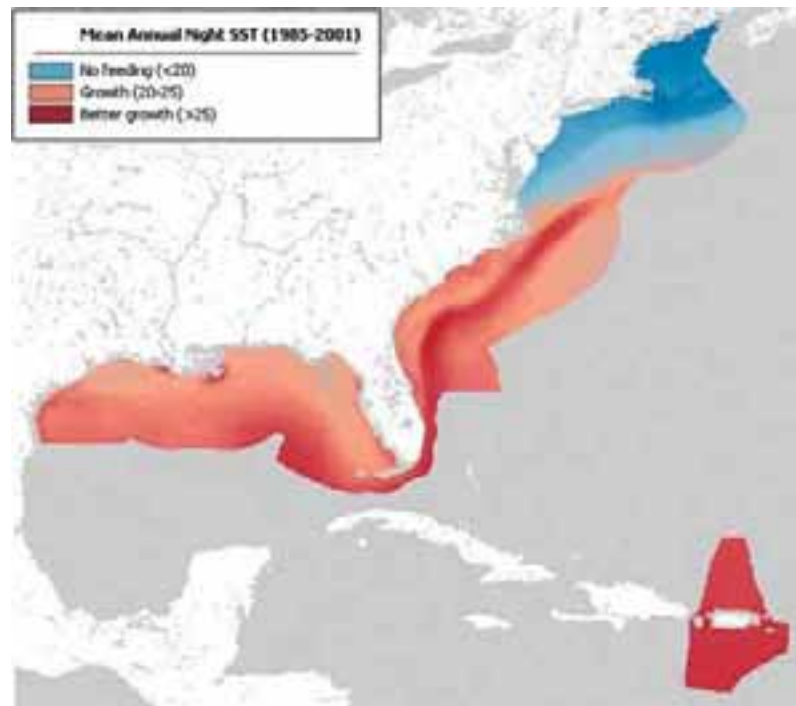 Mean Annual Night SST (1985-2001)
No feeding (<20)
Growth (20-25)
Better growth (>25)